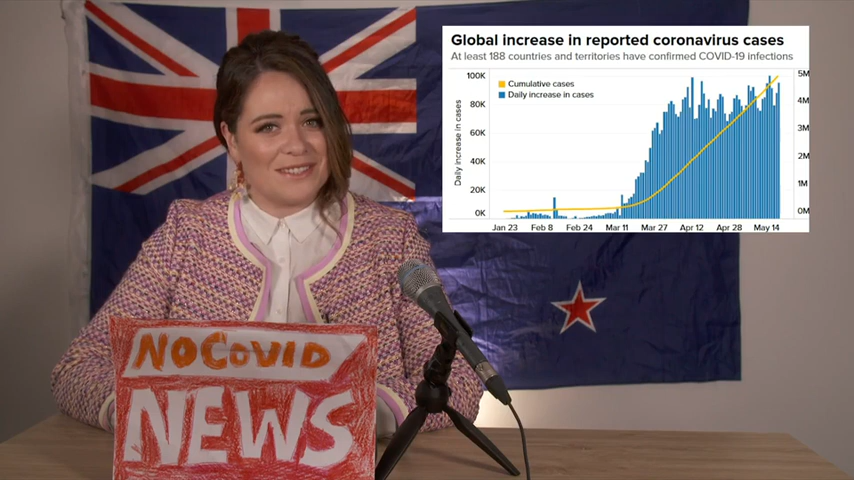 Global increase in reported coronavirus cases
At least 188 countries and territories have confirmed COVID-19 infections
100K
80K
60K
40K
20K
0K
Daily increase in cases
Cumulative cases
Daily increase in cases
5M
4M
3M
2M
1M
0M
Jan 23 Feb 8 Feb 24 Mar 11 Mar 27 Apr 12 Apr 28 May 14
NOCOVID
NEWS